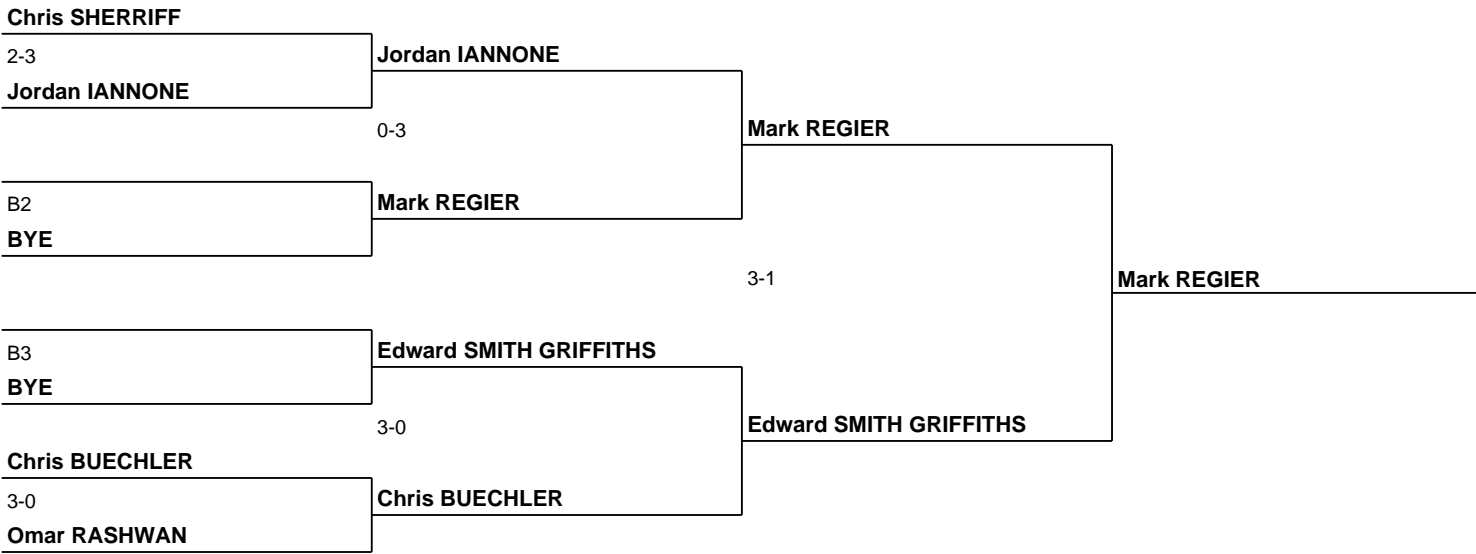 Chris SHERRIFF
2-3
Jordan IANNONE
Jordan IANNONE
0-3
Mark REGIER
B2
Mark REGIER
BYE
3-1
Mark REGIER
B3
Edward SMITH GRIFFITHS
BYE
3-0
Edward SMITH GRIFFITHS
Chris BUECHLER
3-0
Chris BUECHLER
Omar RASHWAN